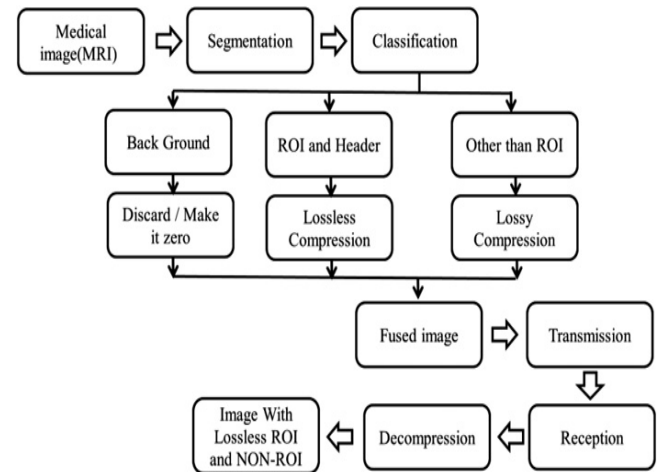 Medical
image(MRI)
Segmentation
Classification
Back Ground
ROI and Header
Other than ROI
Discard / Make
it zero
Lossless
Compression
Lossy
Compression
Fused image
Transmission
Image With
Lossless ROI
and NON-ROI
Decompression
Reception